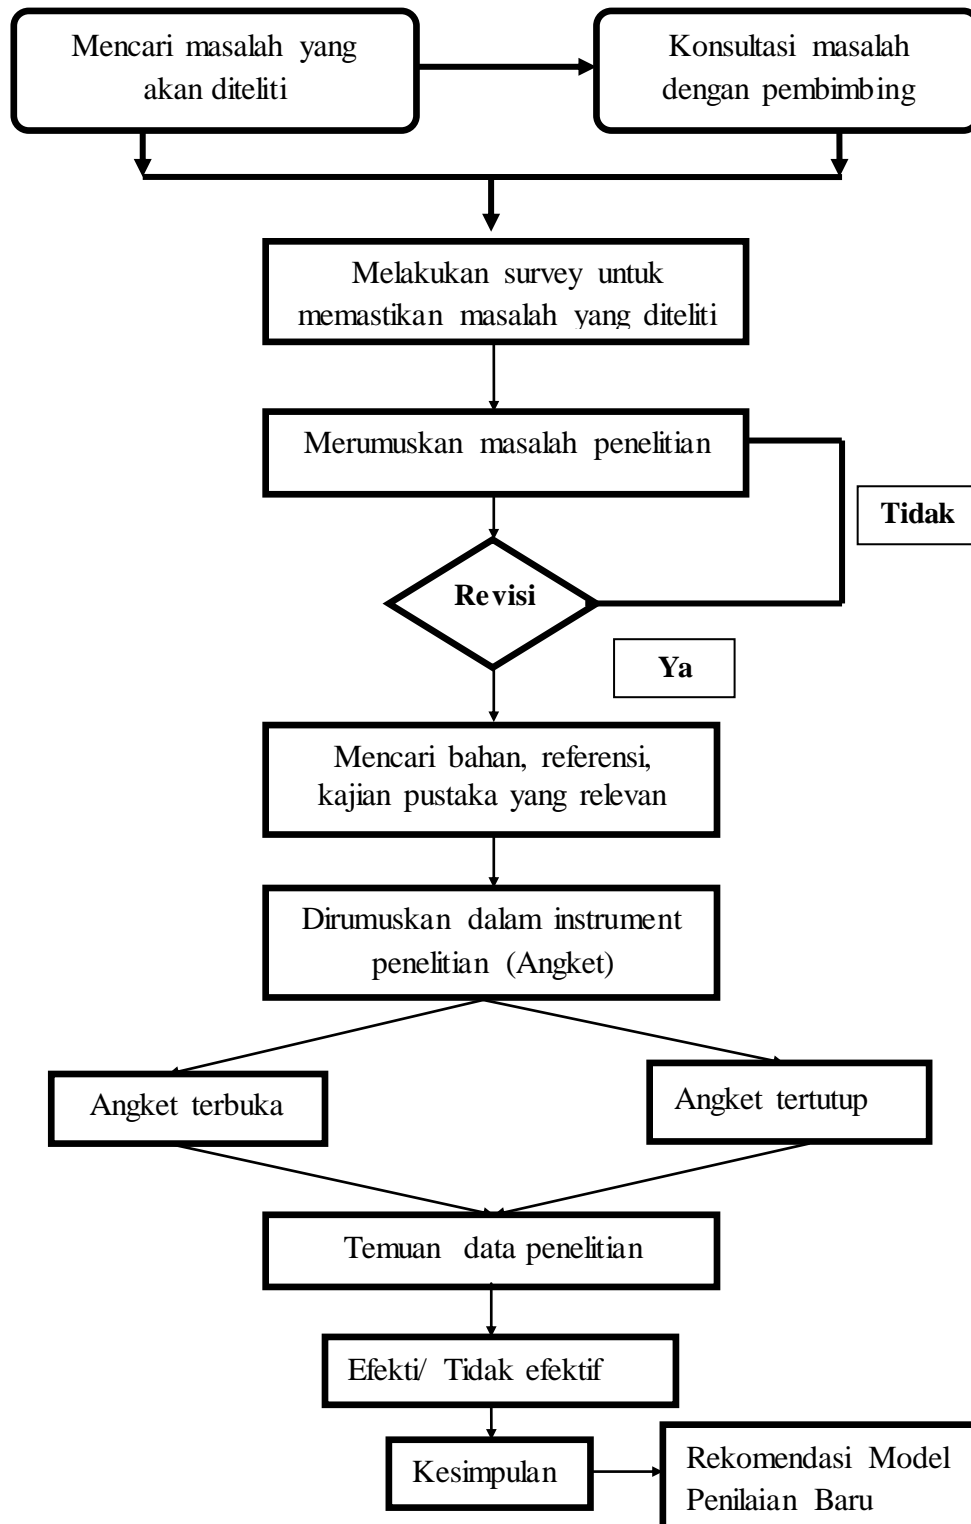 Mencari masalah yang
akan diteliti
Konsultasi masalah
dengan pembimbing
Melakukan survey untuk
memastikan masalah yang diteliti
Merumuskan masalah penelitian
Tidak
Revisi
Ya
Mencari bahan, referensi,
kajian pustaka yang relevan
Dirumuskan dalam instrument
penelitian (Angket)
Angket terbuka
Angket tertutup
Temuan data penelitian
Efekti/ Tidak efektif
Kesimpulan
Rekomendasi Model
Penilaian Baru